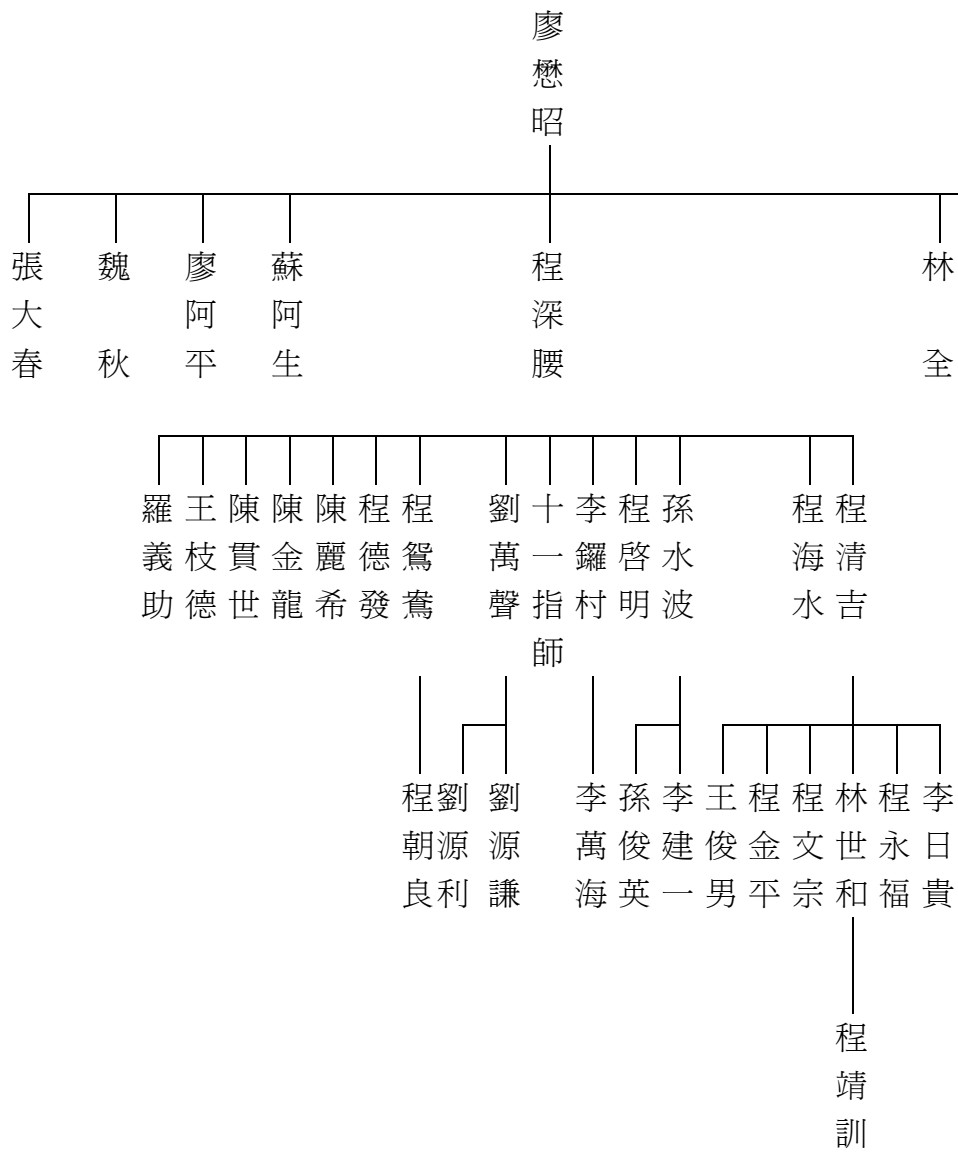 廖懋昭
張大春
魏秋
廖阿平
蘇阿生
程深腰
林全
羅義助
王枝德
陳貫世
陳金龍
陳麗希
程德發
程鴛鴦
劉萬聲
十一指師
李鑼村
程啓明
孫水波
程海水
程清吉
程朝良
劉源利
劉源謙
李萬海
孫俊英
李建一
王俊男
程金平
程文宗
林世和
程永福
李日貴
程靖訓